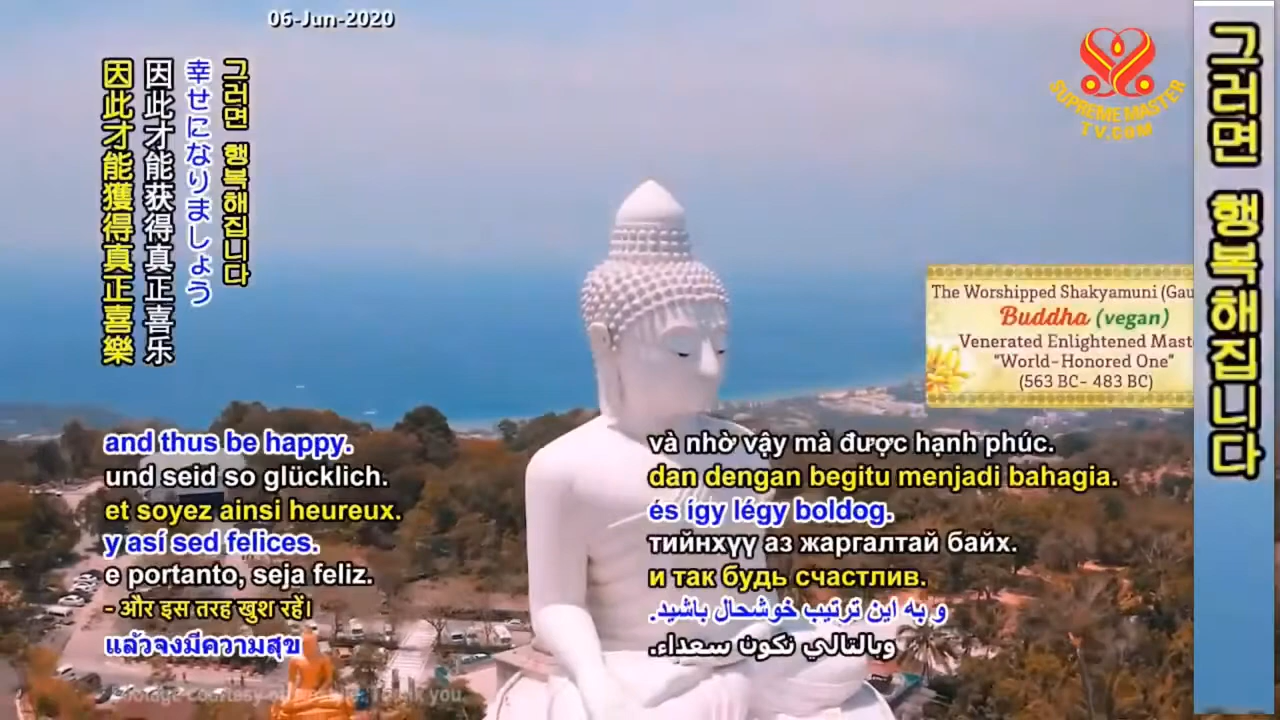 06-Jun-2020
SUPREME MASTER
TV.COM
그러면 행복해집니다
그러면 행복해집니다
幸せになりましょう
因此才能获得真正喜乐
因此才能獲得真正喜樂
The Worshipped Shakyamuni (Gau
Buddha (vegan)
Venerated Enlightened Mast
"World-Honored One"
(563 BC- 483 BC)
and thus be happy.
und seid so glücklich.
et soyez ainsi heureux.
y así sed felices.
e portanto, seja feliz.
- और इस तरह खुश रहें।
แล้วจงมีความสุข
và nhờ vậy mà được hạnh phúc.
dan dengan begitu menjadi bahagia.
és így légy boldog.
тийнхүү аз жаргалтай байх.
и так будь счастлив.
و به این ترتیب خوشحال باشید.
وبالتالي نكون سعداء.
Thank you